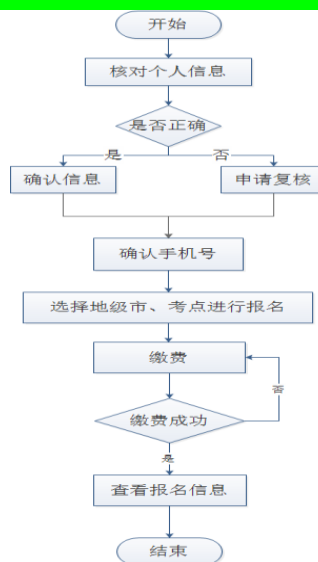 开始
核对个人信息
是否正确
是
否
确认信息
申请复核
确认手机号
选择地级市、考点进行报名
缴费
否
缴费成功
是
查看报名信息
结束